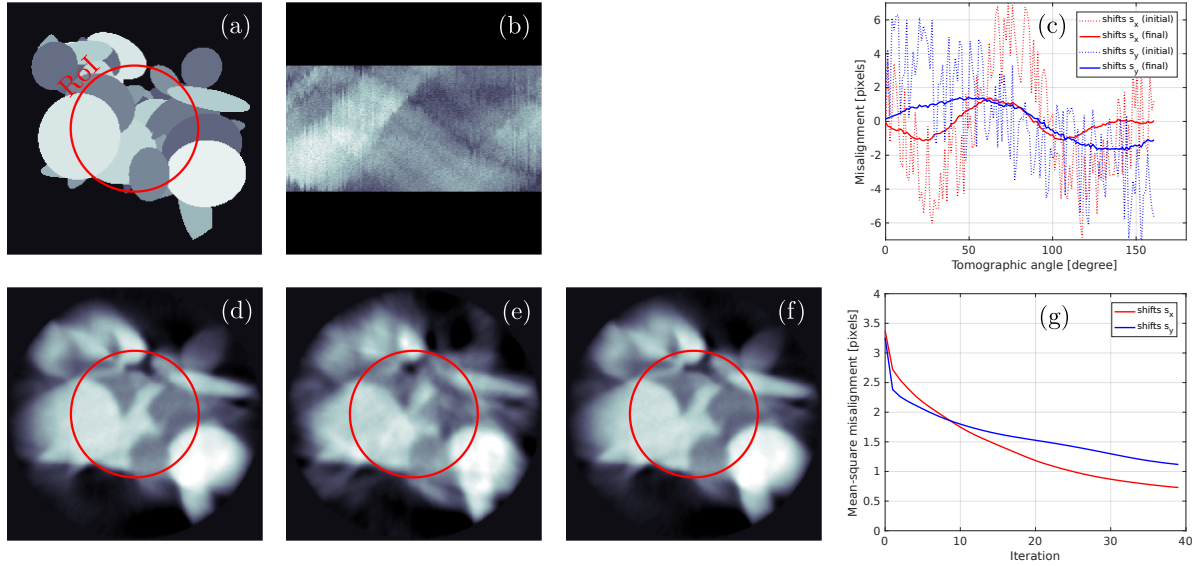 (a)
RoI
(b)
(c)
shifts s_x (initial)
shifts s_x (final)
shifts s_y (initial)
shifts s_y (final)
Misalignment [pixels]
6
4
2
0
-2
-4
-6
0
50
100
150
Tomographic angle [degree]
(d)
(e)
(f)
(g)
shifts s_x
shifts s_y
Mean-square misalignment [pixels]
4
3.5
3
2.5
2
1.5
1
0.5
0
0
10
20
30
40
Iteration